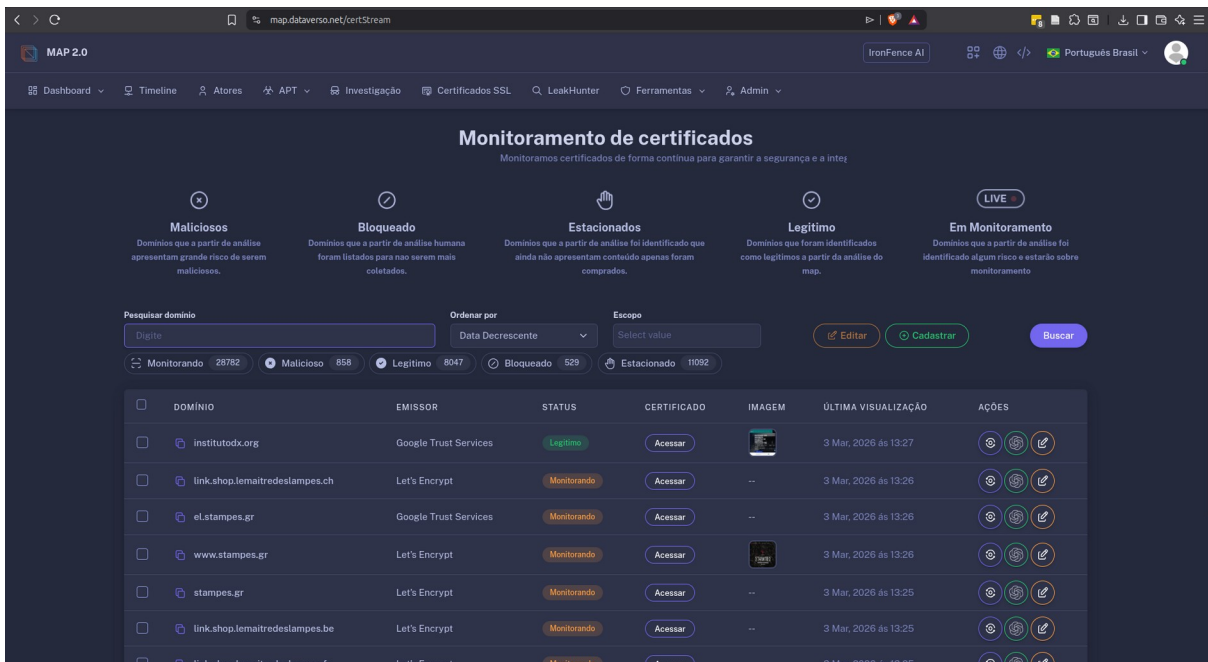 map.dataverso.net/certStream
8
MAP 2.0
IronFence AI
Português Brasil
Dashboard
Timeline
Atores
APT
Investigação
Certificados SSL
LeakHunter
Ferramentas
Admin
Monitoramento de certificados
Monitoramos certificados de forma contínua para garantir a segurança e a integ
Maliciosos
Domínios que a partir de análise
apresentam grande risco de serem
maliciosos.
Bloqueado
Domínios que a partir de análise humana
foram listados para nao serem mais
coletados.
Estacionados
Domínios que a partir de análise foi identificado que
ainda não apresentam conteúdo apenas foram
comprados.
Legitimo
Domínios que foram identificados
como legitimos a partir da análise do
map.
LIVE
Em Monitoramento
Domínios que a partir de análise foi
identificado algum risco e estarão sobre
monitoramento
Pesquisar domínio
Digite
Ordenar por
Data Decrescente
Escopo
Select value
Editar
Cadastrar
Buscar
Monitorando 28782
Malicioso 858
Legitimo 8047
Bloqueado 529
Estacionado 11092
DOMÍNIO EMISSOR STATUS CERTIFICADO IMAGEM ÚLTIMA VISUALIZAÇÃO AÇÕES
institutodx.org Google Trust Services Legitimo Acessar 3 Mar, 2026 ás 13:27
link.shop.lemaitredeslampes.ch Let's Encrypt Monitorando Acessar -- 3 Mar, 2026 ás 13:26
el.stampes.gr Google Trust Services Monitorando Acessar -- 3 Mar, 2026 ás 13:26
www.stampes.gr Let's Encrypt Monitorando Acessar 3 Mar, 2026 ás 13:26
stampes.gr Let's Encrypt Monitorando Acessar -- 3 Mar, 2026 ás 13:25
link.shop.lemaitredeslampes.be Let's Encrypt Monitorando Acessar -- 3 Mar, 2026 ás 13:25